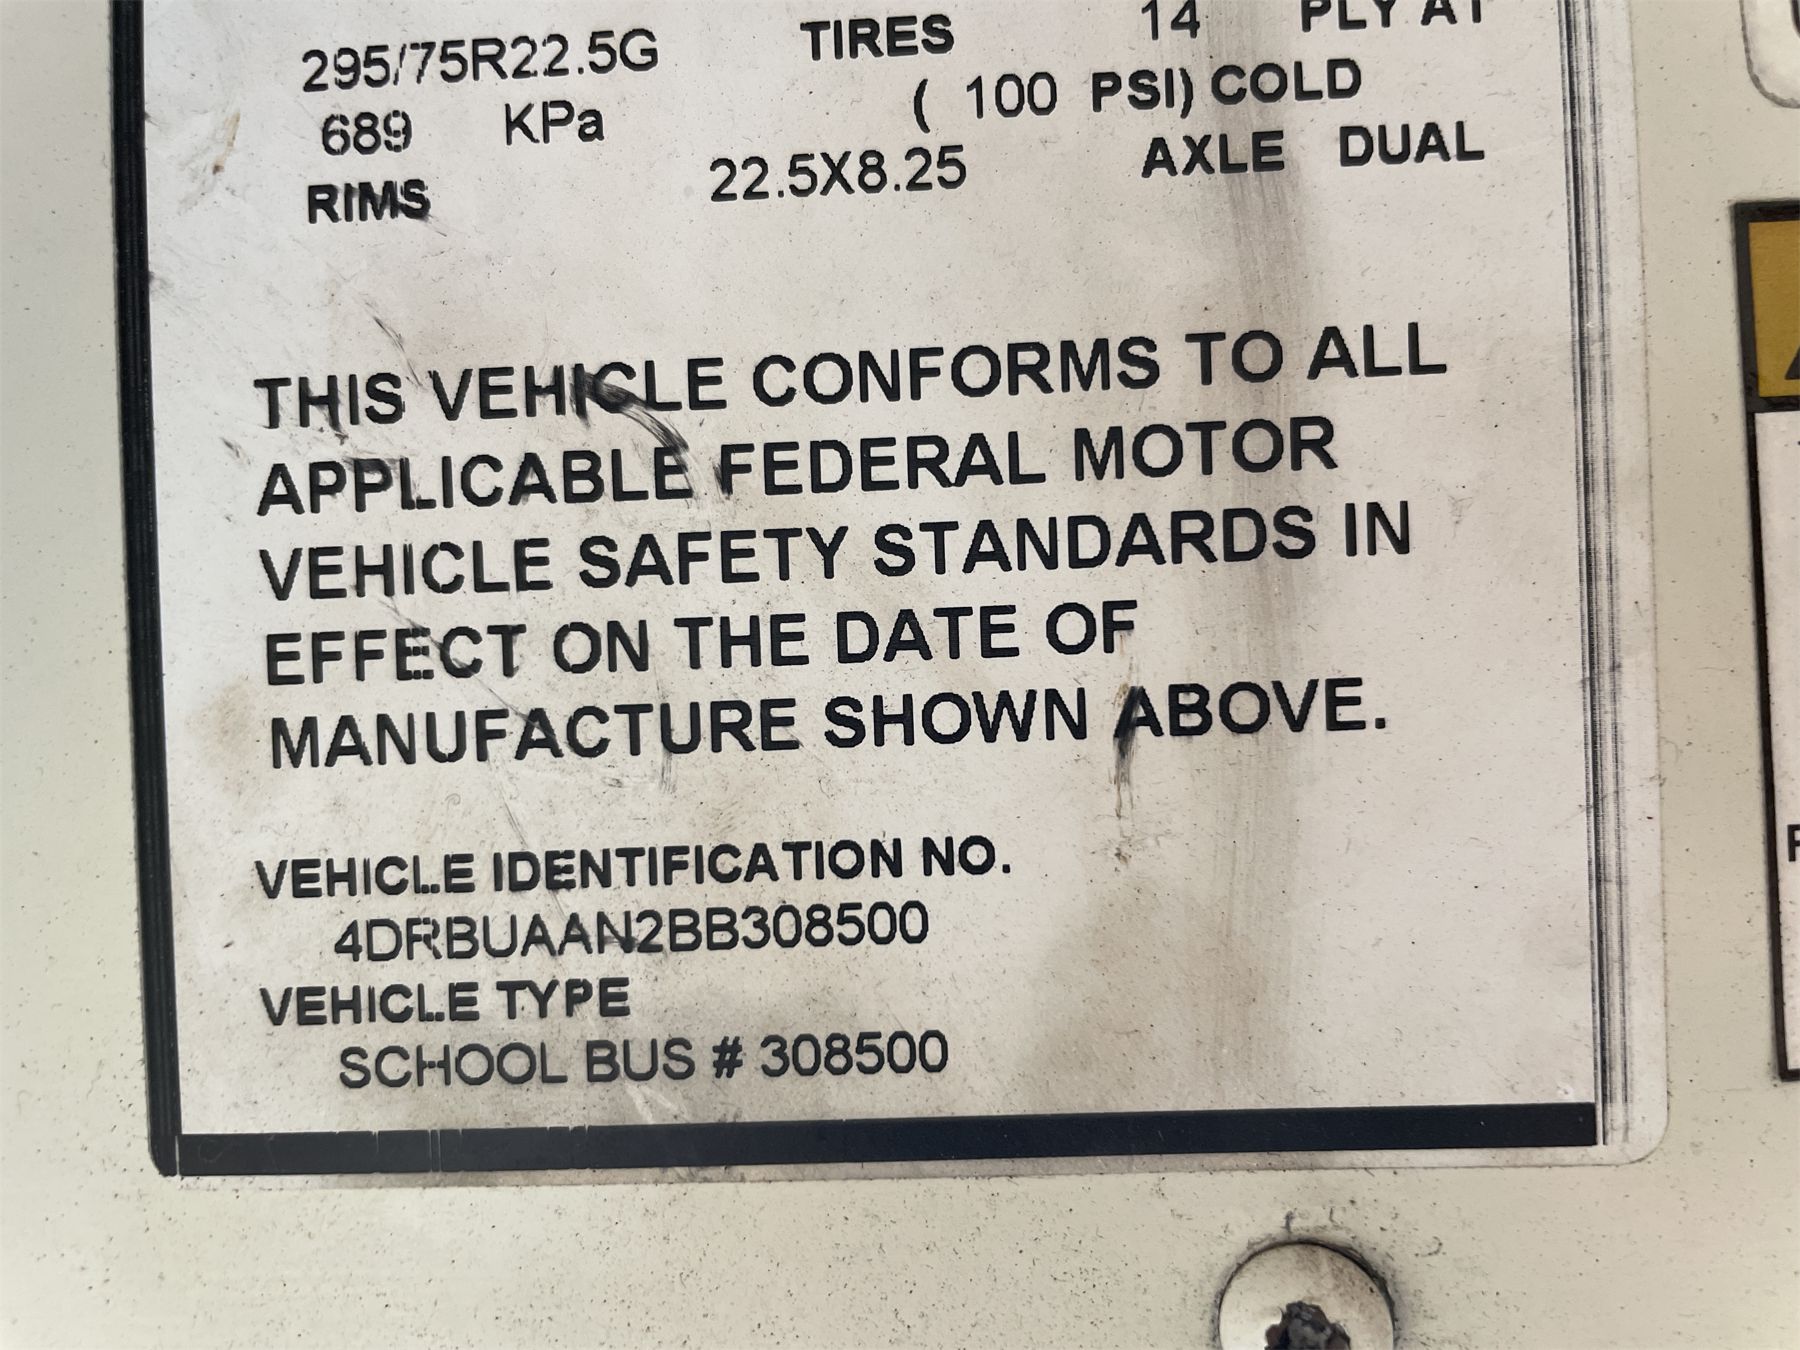 295/75R22.5G TIRES 14 PLY AT
689 KPa ( 100 PSI) COLD
RIMS 22.5X8.25 AXLE DUAL
THIS VEHICLE CONFORMS TO ALL
APPLICABLE FEDERAL MOTOR
VEHICLE SAFETY STANDARDS IN
EFFECT ON THE DATE OF
MANUFACTURE SHOWN ABOVE.
VEHICLE IDENTIFICATION NO.
4DRBUAAN2BB308500
VEHICLE TYPE
SCHOOL BUS # 308500